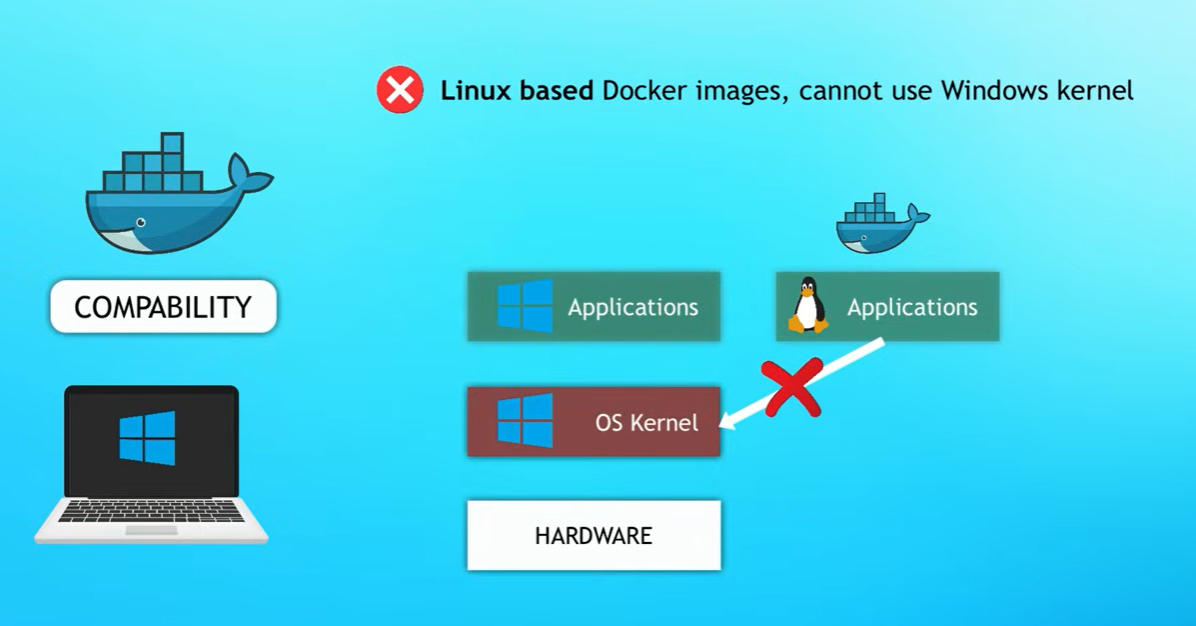 Linux based Docker images, cannot use Windows kernel
COMPABILITY
Applications
Applications
OS Kernel
HARDWARE